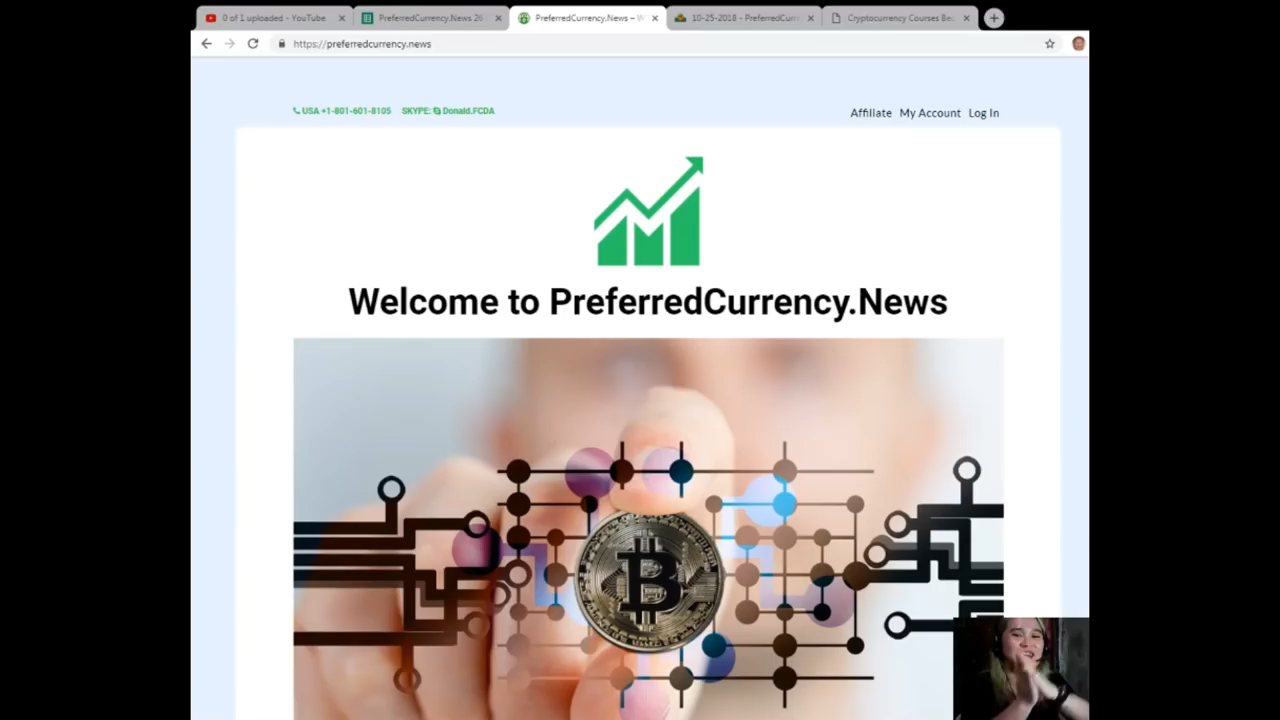 0 of 1 uploaded - YouTube
PreferredCurrency.News 26
PreferredCurrency.News – W
10-25-2018 - PreferredCurr
Cryptocurrency Courses Be
https://preferredcurrency.news
USA +1-801-601-8105 SKYPE: Donald.FCDA
Affiliate My Account Log In
Welcome to PreferredCurrency.News
B